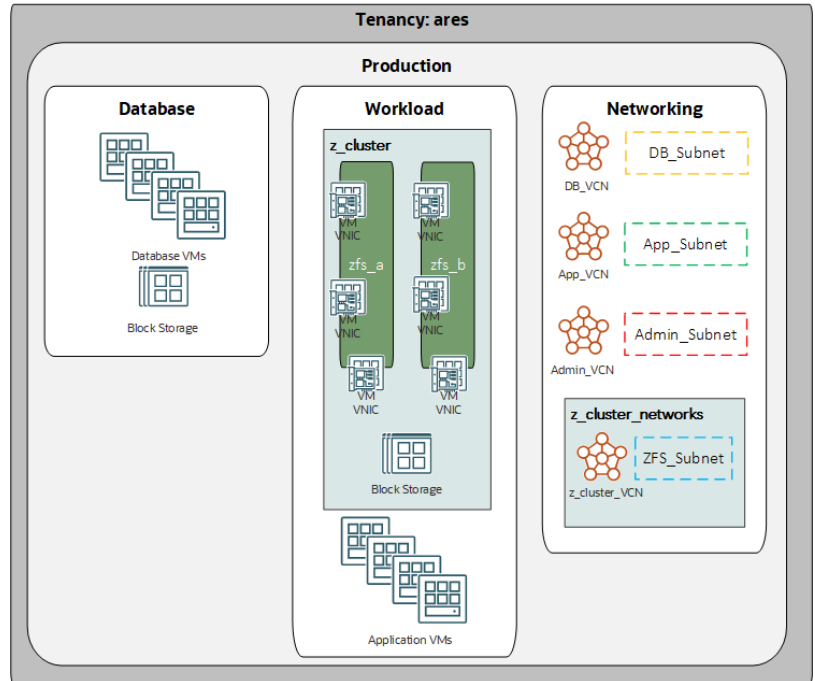 Tenancy: ares
Production
Database
Database VMs
Block Storage
Workload
z_cluster
VM
VNIC
VM
VNIC
zfs_a
zfs_b
VM
VNIC
VM
VNIC
VM
VNIC
VM
VNIC
Block Storage
Application VMs
Networking
DB_VCN
DB_Subnet
App_VCN
App_Subnet
Admin_VCN
Admin_Subnet
z_cluster_networks
z_cluster_VCN
ZFS_Subnet